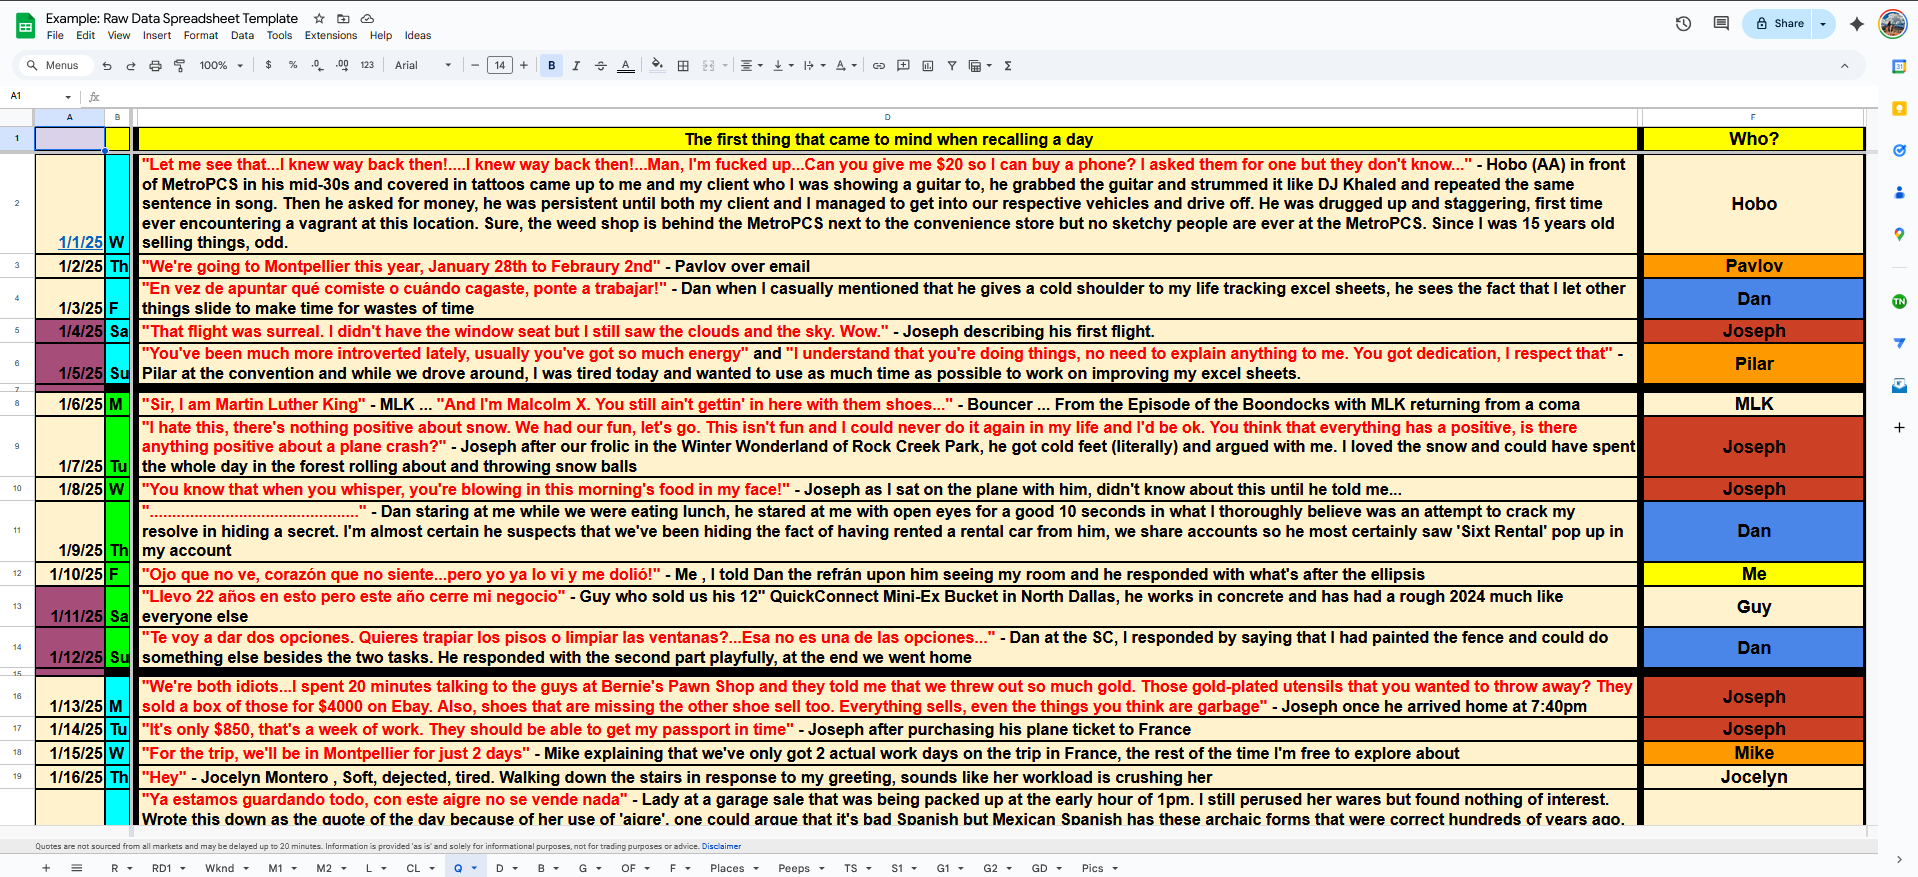 Example: Raw Data Spreadsheet Template
File Edit View Insert Format Data Tools Extensions Help Ideas
Share
Menus 100% $ % .0 .00 123 Arial 14 B I S A A Σ
A1 fx
A B D F
1 The first thing that came to mind when recalling a day Who?
"Let me see that...I knew way back then!....I knew way back then!...Man, I'm fucked up...Can you give me $20 so I can buy a phone? I asked them for one but they don't know..." - Hobo (AA) in front
of MetroPCS in his mid-30s and covered in tattoos came up to me and my client who I was showing a guitar to, he grabbed the guitar and strummed it like DJ Khaled and repeated the same
2 sentence in song. Then he asked for money, he was persistent until both my client and I managed to get into our respective vehicles and drive off. He was drugged up and staggering, first time Hobo
ever encountering a vagrant at this location. Sure, the weed shop is behind the MetroPCS next to the convenience store but no sketchy people are ever at the MetroPCS. Since I was 15 years old
1/1/25 W selling things, odd.
3 1/2/25 Th "We're going to Montpellier this year, January 28th to Febraury 2nd" - Pavlov over email Pavlov
"En vez de apuntar qué comiste o cuándo cagaste, ponte a trabajar!" - Dan when I casually mentioned that he gives a cold shoulder to my life tracking excel sheets, he sees the fact that I let other
4 1/3/25 F things slide to make time for wastes of time Dan
5 1/4/25 Sa "That flight was surreal. I didn't have the window seat but I still saw the clouds and the sky. Wow." - Joseph describing his first flight. Joseph
"You've been much more introverted lately, usually you've got so much energy" and "I understand that you're doing things, no need to explain anything to me. You got dedication, I respect that" -
6 1/5/25 Su Pilar at the convention and while we drove around, I was tired today and wanted to use as much time as possible to work on improving my excel sheets. Pilar
7
8 1/6/25 M "Sir, I am Martin Luther King" - MLK ... "And I'm Malcolm X. You still ain't gettin' in here with them shoes..." - Bouncer ... From the Episode of the Boondocks with MLK returning from a coma MLK
"I hate this, there's nothing positive about snow. We had our fun, let's go. This isn't fun and I could never do it again in my life and I'd be ok. You think that everything has a positive, is there
9 anything positive about a plane crash?" - Joseph after our frolic in the Winter Wonderland of Rock Creek Park, he got cold feet (literally) and argued with me. I loved the snow and could have spent Joseph
1/7/25 Tu the whole day in the forest rolling about and throwing snow balls
10 1/8/25 W "You know that when you whisper, you're blowing in this morning's food in my face!" - Joseph as I sat on the plane with him, didn't know about this until he told me... Joseph
"............................................." - Dan staring at me while we were eating lunch, he stared at me with open eyes for a good 10 seconds in what I thoroughly believe was an attempt to crack my
11 resolve in hiding a secret. I'm almost certain he suspects that we've been hiding the fact of having rented a rental car from him, we share accounts so he most certainly saw 'Sixt Rental' pop up in Dan
1/9/25 Th my account
12 1/10/25 F "Ojo que no ve, corazón que no siente...pero yo ya lo vi y me dolió!" - Me , I told Dan the refrán upon him seeing my room and he responded with what's after the ellipsis Me
"Llevo 22 años en esto pero este año cerre mi negocio" - Guy who sold us his 12" QuickConnect Mini-Ex Bucket in North Dallas, he works in concrete and has had a rough 2024 much like
13 1/11/25 Sa everyone else Guy
"Te voy a dar dos opciones. Quieres trapiar los pisos o limpiar las ventanas?...Esa no es una de las opciones..." - Dan at the SC, I responded by saying that I had painted the fence and could do
14 1/12/25 Su something else besides the two tasks. He responded with the second part playfully, at the end we went home Dan
15
"We're both idiots...I spent 20 minutes talking to the guys at Bernie's Pawn Shop and they told me that we threw out so much gold. Those gold-plated utensils that you wanted to throw away? They
16 1/13/25 M sold a box of those for $4000 on Ebay. Also, shoes that are missing the other shoe sell too. Everything sells, even the things you think are garbage" - Joseph once he arrived home at 7:40pm Joseph
17 1/14/25 Tu "It's only $850, that's a week of work. They should be able to get my passport in time" - Joseph after purchasing his plane ticket to France Joseph
18 1/15/25 W "For the trip, we'll be in Montpellier for just 2 days" - Mike explaining that we've only got 2 actual work days on the trip in France, the rest of the time I'm free to explore about Mike
19 1/16/25 Th "Hey" - Jocelyn Montero , Soft, dejected, tired. Walking down the stairs in response to my greeting, sounds like her workload is crushing her Jocelyn
"Ya estamos guardando todo, con este aigre no se vende nada" - Lady at a garage sale that was being packed up at the early hour of 1pm. I still perused her wares but found nothing of interest.
Wrote this down as the quote of the day because of her use of 'aigre', one could argue that it's bad Spanish but Mexican Spanish has these archaic forms that were correct hundreds of years ago.
Quotes are not sourced from all markets and may be delayed up to 20 minutes. Information is provided 'as is' and solely for informational purposes, not for trading purposes or advice. Disclaimer
R RD1 Wknd M1 M2 L CL Q D B G OF F Places Peeps TS S1 G1 G2 GD Pics
31
TN